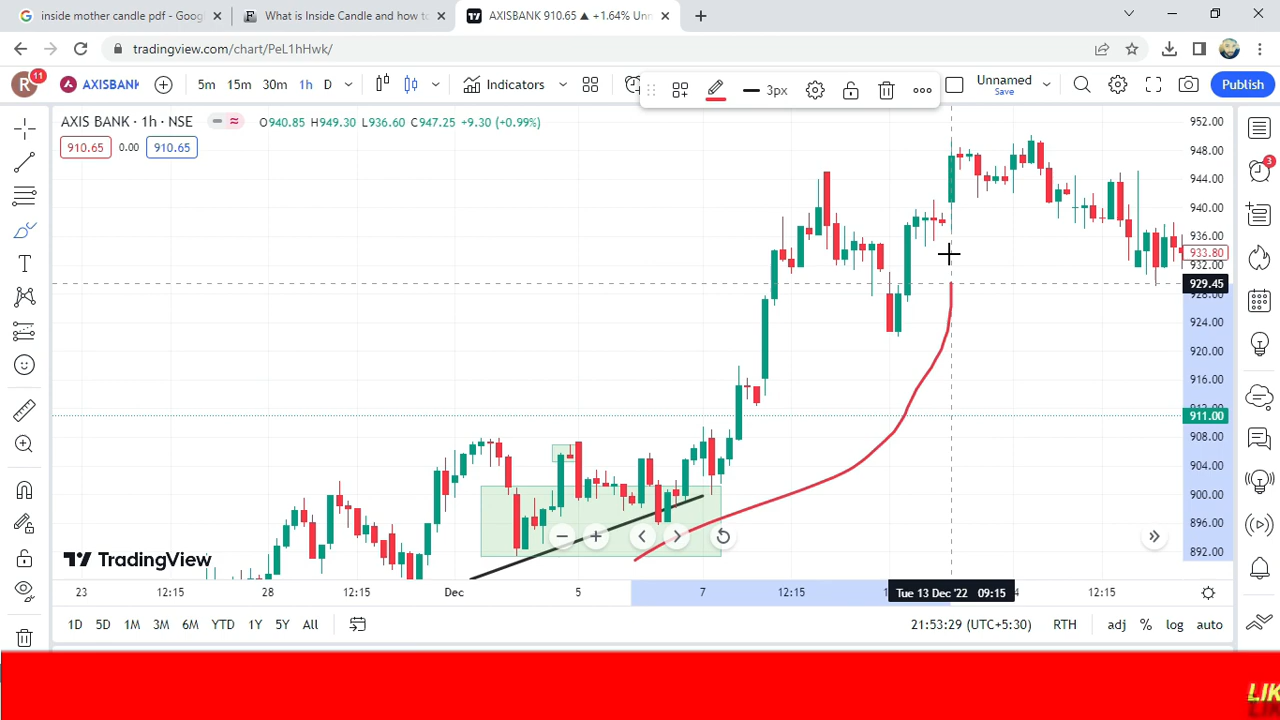 inside mother candle pdf - Goog
What is Inside Candle and how to
AXISBANK 910.65 ▲ +1.64% Unn
tradingview.com/chart/PeL1hHwk/
R 11
AXISBANK
5m 15m 30m 1h D
Indicators
3px
Unnamed
Save
Publish
AXIS BANK · 1h · NSE
O940.85 H949.30 L936.60 C947.25 +9.30 (+0.99%)
910.65 0.00 910.65
952.00
948.00
944.00
940.00
936.00
933.80
932.00
929.45
924.00
920.00
916.00
911.00
908.00
904.00
900.00
896.00
892.00
3
TradingView
23 12:15 28 12:15 Dec 5 7 12:15 Tue 13 Dec '22 09:15 12:15
1D 5D 1M 3M 6M YTD 1Y 5Y All
21:53:29 (UTC+5:30) RTH adj % log auto
LIK